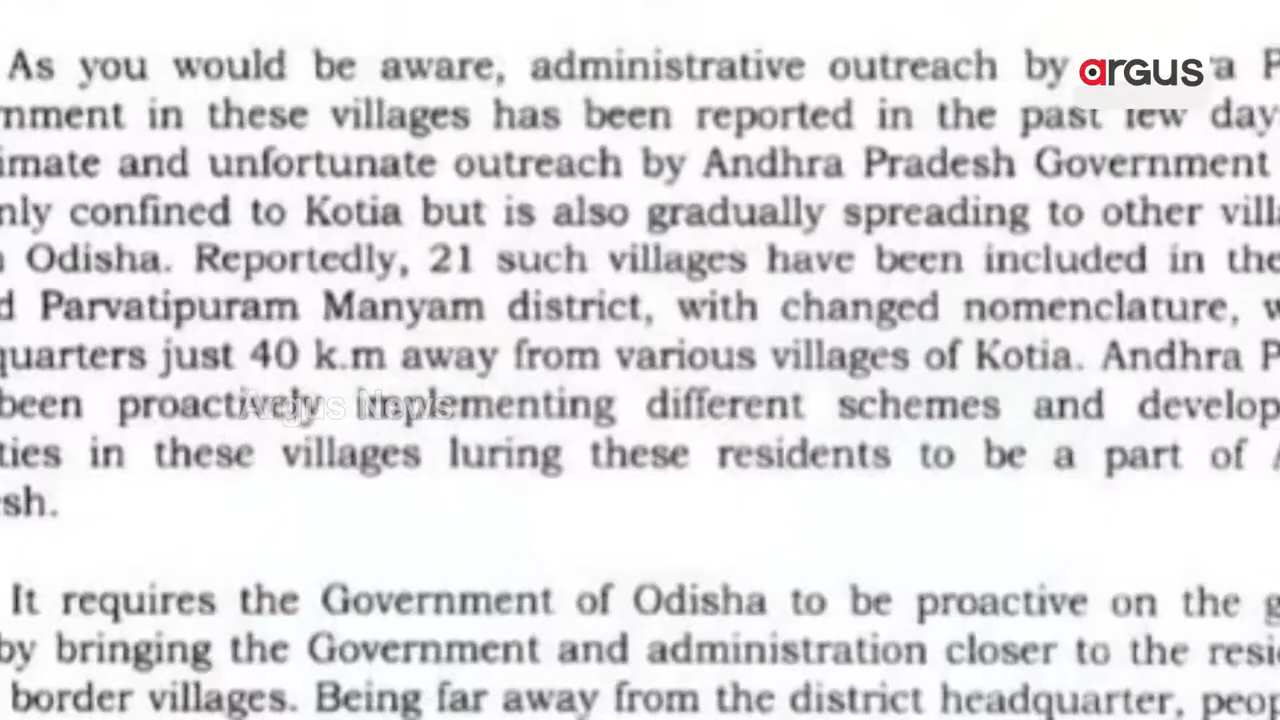 As you would be aware, administrative outreach by a P
nment in these villages has been reported in the past few day
imate and unfortunate outreach by Andhra Pradesh Government
nly confined to Kotia but is also gradually spreading to other vill
Odisha. Reportedly, 21 such villages have been included in the
d Parvatipuram Manyam district, with changed nomenclature, w
quarters just 40 k.m away from various villages of Kotia. Andhra P
been proactively implementing different schemes and develop
ties in these villages luring these residents to be a part of A
sh.
It requires the Government of Odisha to be proactive on the g
by bringing the Government and administration closer to the resi
border villages. Being far away from the district headquarter, peop
argus
Argus News